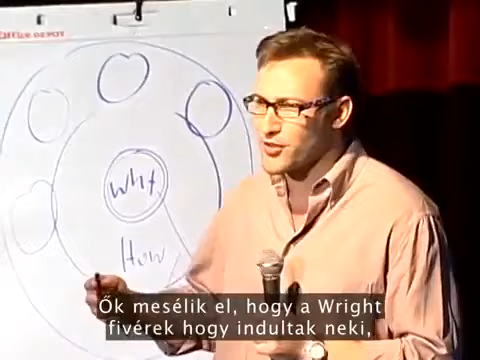 Office DEPOT
Why
How
Ők mesélik el, hogy a Wright
fivérek hogy indultak neki,